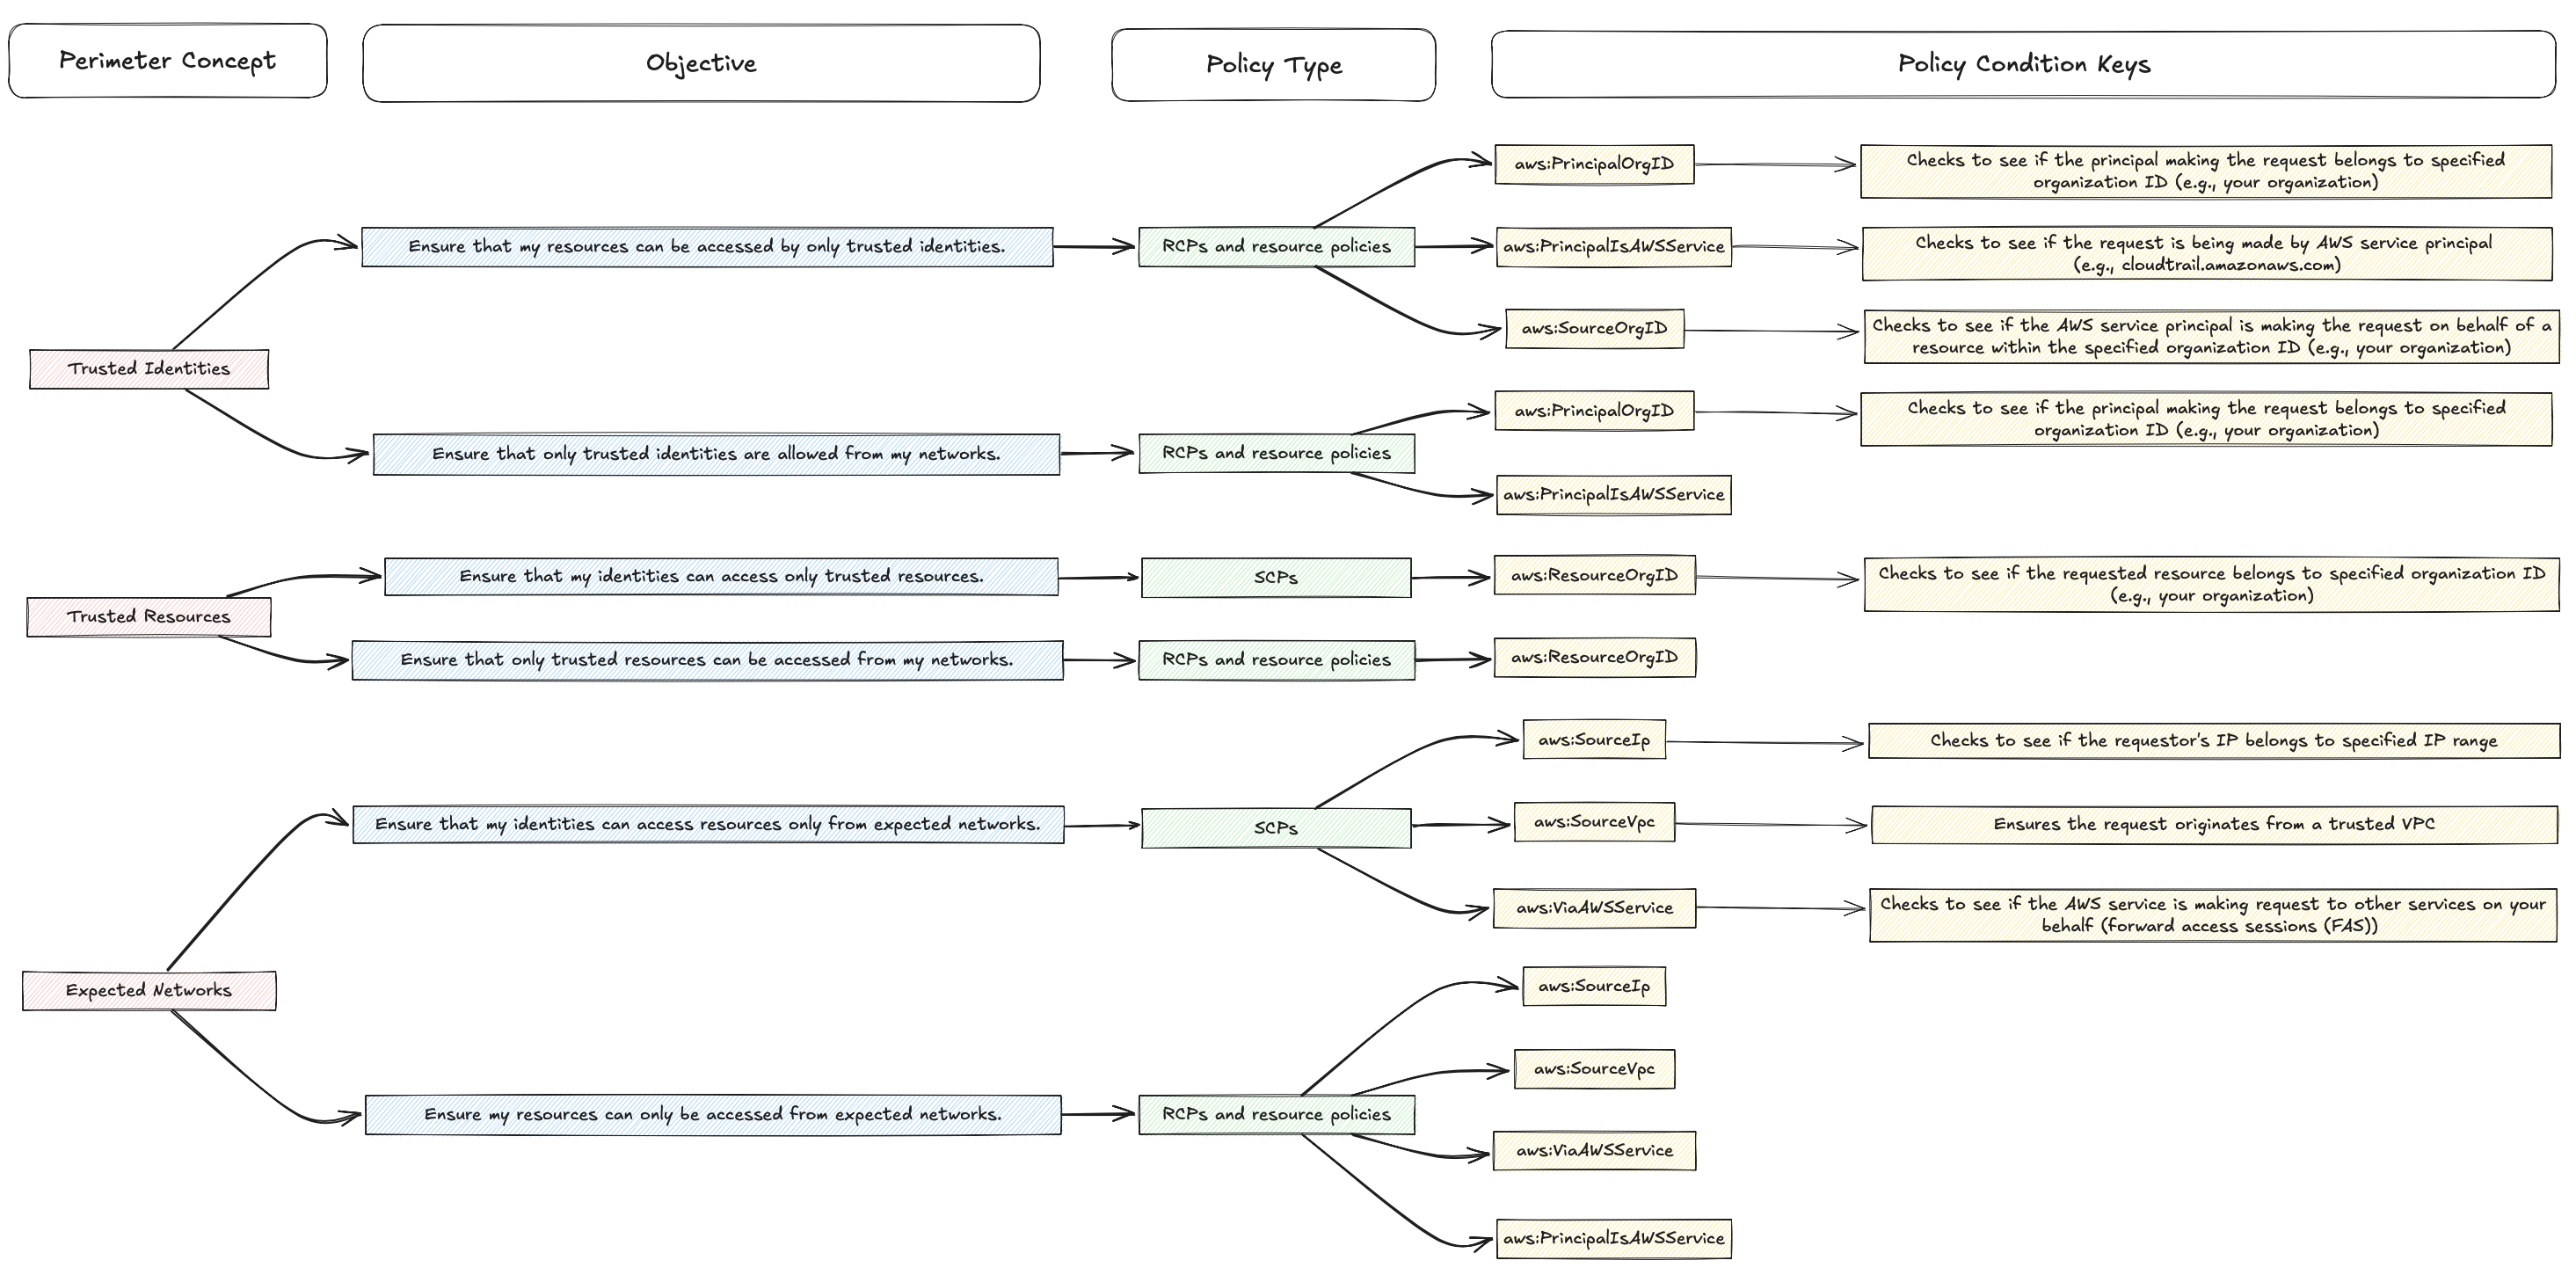 Perimeter Concept
Objective
Policy Type
Policy Condition Keys
aws:PrincipalOrgID
Checks to see if the principal making the request belongs to specified
organization ID (e.g., your organization)
Ensure that my resources can be accessed by only trusted identities.
RCPs and resource policies
aws:PrincipalIsAWSService
Checks to see if the request is being made by AWS service principal
(e.g., cloudtrail.amazonaws.com)
aws:SourceOrgID
Checks to see if the AWS service principal is making the request on behalf of a
resource within the specified organization ID (e.g., your organization)
Trusted Identities
aws:PrincipalOrgID
Checks to see if the principal making the request belongs to specified
organization ID (e.g., your organization)
Ensure that only trusted identities are allowed from my networks.
RCPs and resource policies
aws:PrincipalIsAWSService
Ensure that my identities can access only trusted resources.
SCPs
aws:ResourceOrgID
Checks to see if the requested resource belongs to specified organization ID
(e.g., your organization)
Trusted Resources
Ensure that only trusted resources can be accessed from my networks.
RCPs and resource policies
aws:ResourceOrgID
aws:SourceIp
Checks to see if the requestor's IP belongs to specified IP range
Ensure that my identities can access resources only from expected networks.
SCPs
aws:SourceVpc
Ensures the request originates from a trusted VPC
aws:ViaAWSService
Checks to see if the AWS service is making request to other services on your
behalf (forward access sessions (FAS))
Expected Networks
aws:SourceIp
aws:SourceVpc
Ensure my resources can only be accessed from expected networks.
RCPs and resource policies
aws:ViaAWSService
aws:PrincipalIsAWSService